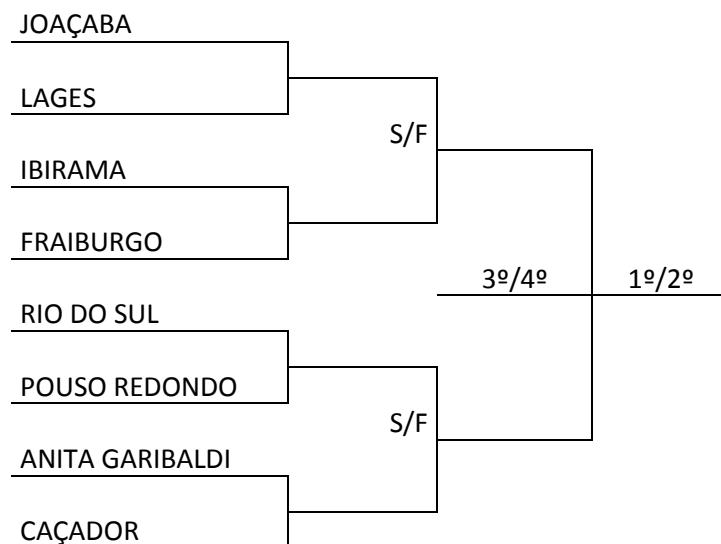 JOAÇABA
LAGES
S/F
IBIRAMA
FRAIBURGO
3º/4º 1º/2º
RIO DO SUL
POUSO REDONDO
S/F
ANITA GARIBALDI
CAÇADOR